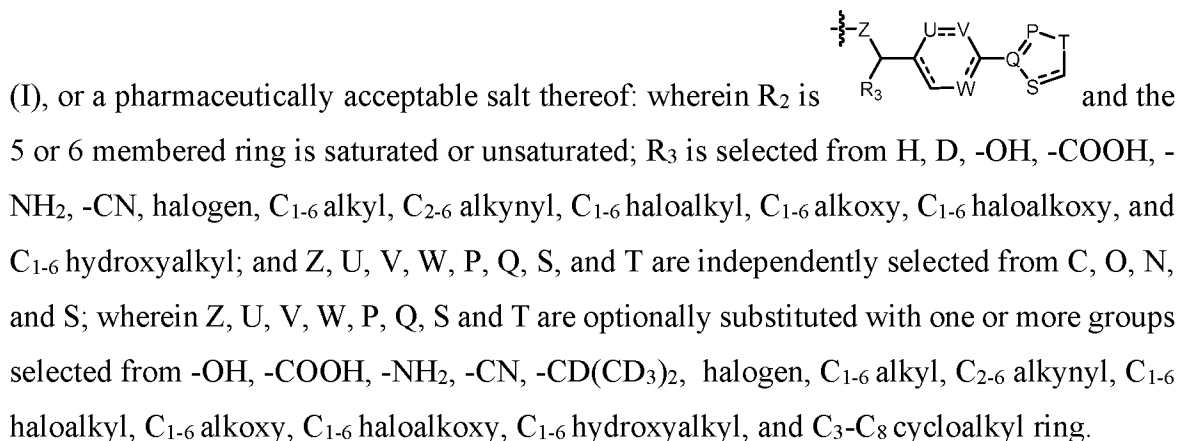 Z U V P T Q W S R₃
(I), or a pharmaceutically acceptable salt thereof: wherein R₂ is and the
5 or 6 membered ring is saturated or unsaturated; R₃ is selected from H, D, -OH, -COOH, -
NH₂, -CN, halogen, C₁₋₆ alkyl, C₂₋₆ alkynyl, C₁₋₆ haloalkyl, C₁₋₆ alkoxy, C₁₋₆ haloalkoxy, and
C₁₋₆ hydroxyalkyl; and Z, U, V, W, P, Q, S, and T are independently selected from C, O, N,
and S; wherein Z, U, V, W, P, Q, S and T are optionally substituted with one or more groups
selected from -OH, -COOH, -NH₂, -CN, -CD(CD₃)₂, halogen, C₁₋₆ alkyl, C₂₋₆ alkynyl, C₁₋₆
haloalkyl, C₁₋₆ alkoxy, C₁₋₆ haloalkoxy, C₁₋₆ hydroxyalkyl, and C₃-C₈ cycloalkyl ring.